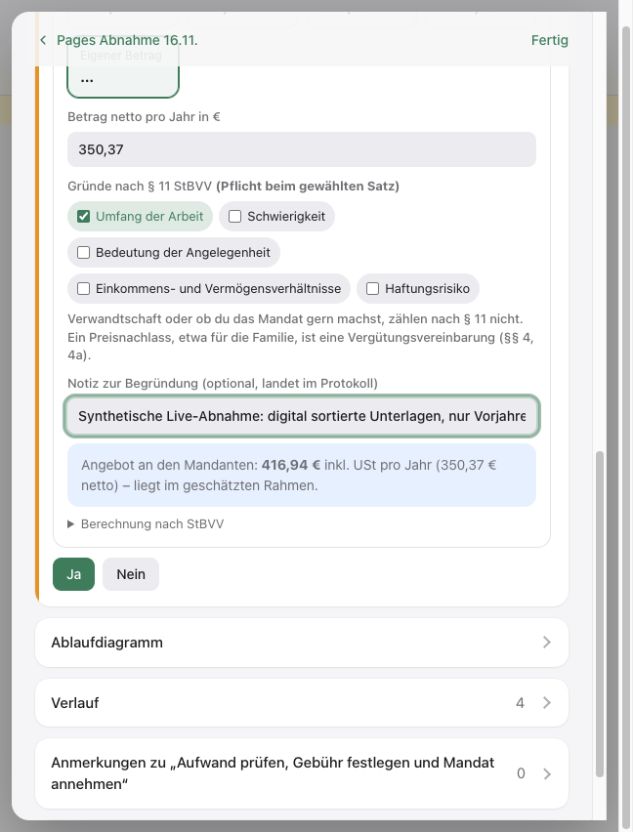 Pages Abnahme 16.11.
Fertig
Eigener Betrag
...
Betrag netto pro Jahr in €
350,37
Gründe nach § 11 StBVV (Pflicht beim gewählten Satz)
Umfang der Arbeit
Schwierigkeit
Bedeutung der Angelegenheit
Einkommens- und Vermögensverhältnisse
Haftungsrisiko
Verwandtschaft oder ob du das Mandat gern machst, zählen nach § 11 nicht.
Ein Preisnachlass, etwa für die Familie, ist eine Vergütungsvereinbarung (§§ 4,
4a).
Notiz zur Begründung (optional, landet im Protokoll)
Synthetische Live-Abnahme: digital sortierte Unterlagen, nur Vorjahre
Angebot an den Mandanten: 416,94 € inkl. USt pro Jahr (350,37 €
netto) – liegt im geschätzten Rahmen.
Berechnung nach StBVV
Ja
Nein
Ablaufdiagramm
Verlauf
4
Anmerkungen zu „Aufwand prüfen, Gebühr festlegen und Mandat
annehmen“
0